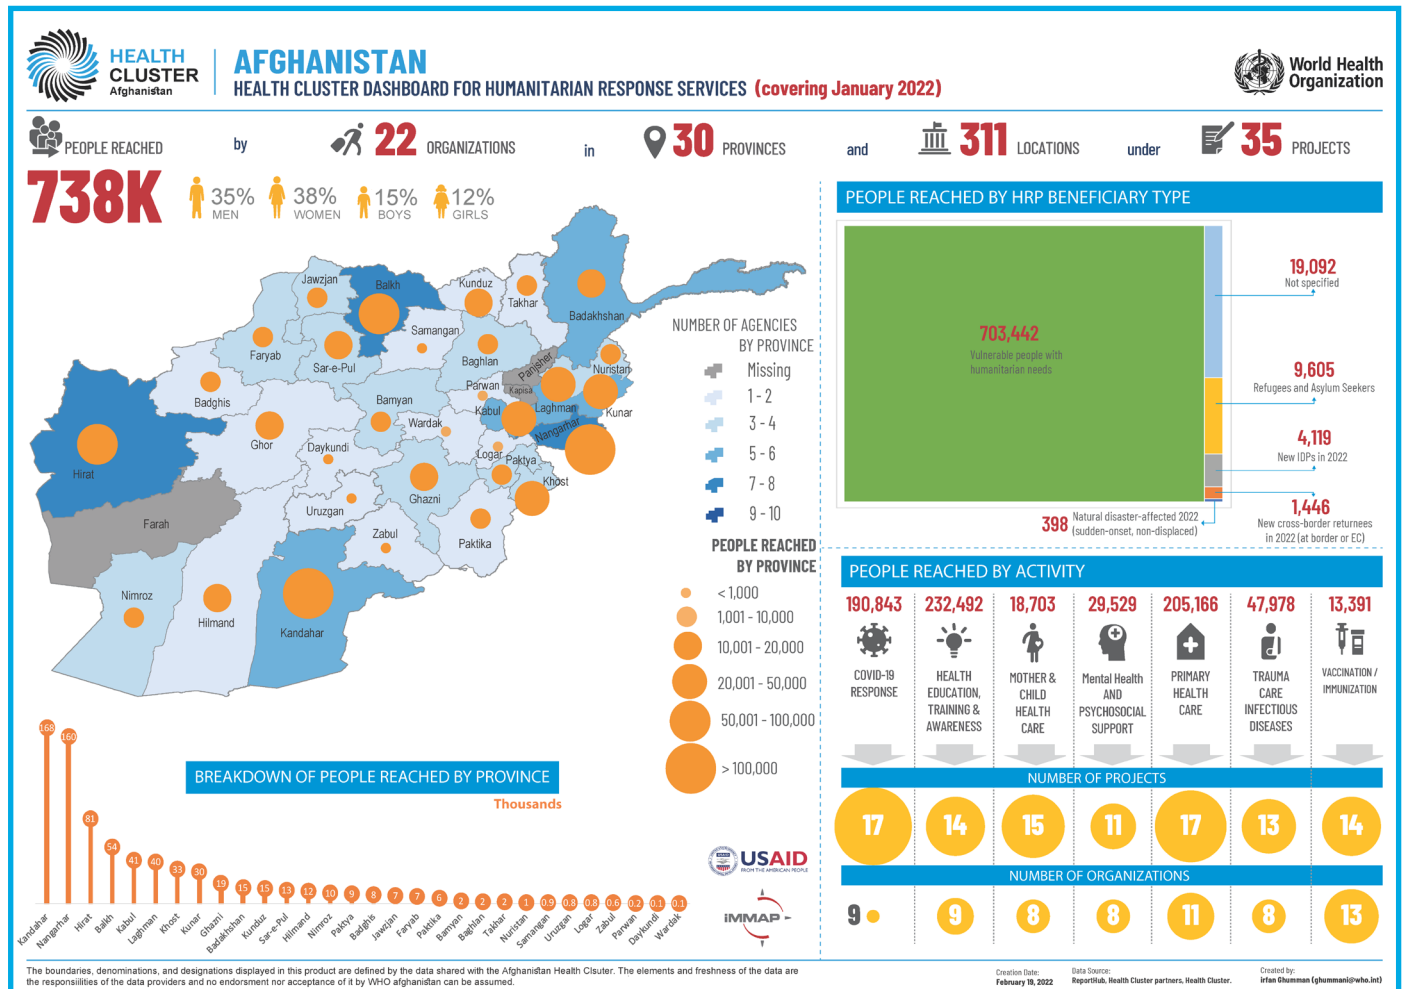 HEALTH
CLUSTER
Afghanistan
AFGHANISTAN
HEALTH CLUSTER DASHBOARD FOR HUMANITARIAN RESPONSE SERVICES (covering January 2022)
World Health
Organization
PEOPLE REACHED
738K
by
22 ORGANIZATIONS
in
30 PROVINCES
and
311 LOCATIONS
under
35 PROJECTS
35%
MEN
38%
WOMEN
15%
BOYS
12%
GIRLS
Jawzjan
Balkh
Kunduz
Takhar
Badakhshan
Samangan
Faryab
Sar-e-Pul
Baghlan
Panjsher
Nuristan
Badghis
Bamyan
Parwan
Kapisa
Kabul
Laghman
Kunar
Wardak
Nangarhar
Ghor
Daykundi
Logar
Paktya
Hirat
Khost
Ghazni
Uruzgan
Farah
Zabul
Paktika
Nimroz
Hilmand
Kandahar
NUMBER OF AGENCIES
BY PROVINCE
Missing
1 - 2
3 - 4
5 - 6
7 - 8
9 - 10
PEOPLE REACHED
BY PROVINCE
< 1,000
1,001 - 10,000
10,001 - 20,000
20,001 - 50,000
50,001 - 100,000
> 100,000
BREAKDOWN OF PEOPLE REACHED BY PROVINCE
Thousands
168
160
81
54
41
40
33
30
19
15
15
13
12
10
9
8
7
7
6
2
2
2
1
0.9
0.8
0.8
0.6
0.2
0.1
0.1
Kandahar
Nangarhar
Hirat
Balkh
Kabul
Laghman
Khost
Kunar
Ghazni
Badakhshan
Kunduz
Sar-e-Pul
Hilmand
Nimroz
Paktya
Badghis
Jawzjan
Faryab
Paktika
Bamyan
Baghlan
Takhar
Nuristan
Samangan
Uruzgan
Logar
Zabul
Parwan
Daykundi
Wardak
USAID
FROM THE AMERICAN PEOPLE
iMMAP
PEOPLE REACHED BY HRP BENEFICIARY TYPE
703,442
Vulnerable people with
humanitarian needs
19,092
Not specified
9,605
Refugees and Asylum Seekers
4,119
New IDPs in 2022
1,446
New cross-border returnees
in 2022 (at border or EC)
398 Natural disaster-affected 2022
(sudden-onset, non-displaced)
PEOPLE REACHED BY ACTIVITY
190,843
COVID-19
RESPONSE
232,492
HEALTH
EDUCATION,
TRAINING &
AWARENESS
18,703
MOTHER &
CHILD
HEALTH
CARE
29,529
Mental Health
AND
PSYCHOSOCIAL
SUPPORT
205,166
PRIMARY
HEALTH
CARE
47,978
TRAUMA
CARE
INFECTIOUS
DISEASES
13,391
VACCINATION /
IMMUNIZATION
NUMBER OF PROJECTS
17 14 15 11 17 13 14
NUMBER OF ORGANIZATIONS
9 9 8 8 11 8 13
The boundaries, denominations, and designations displayed in this product are defined by the data shared with the Afghanistan Health Clsuter. The elements and freshness of the data are
the responsiilities of the data providers and no endorsment nor acceptance of it by WHO afghanistan can be assumed.
Creation Date:
February 19, 2022
Data Source:
ReportHub, Health Cluster partners, Health Cluster.
Created by:
irfan Ghumman (ghummani@who.int)